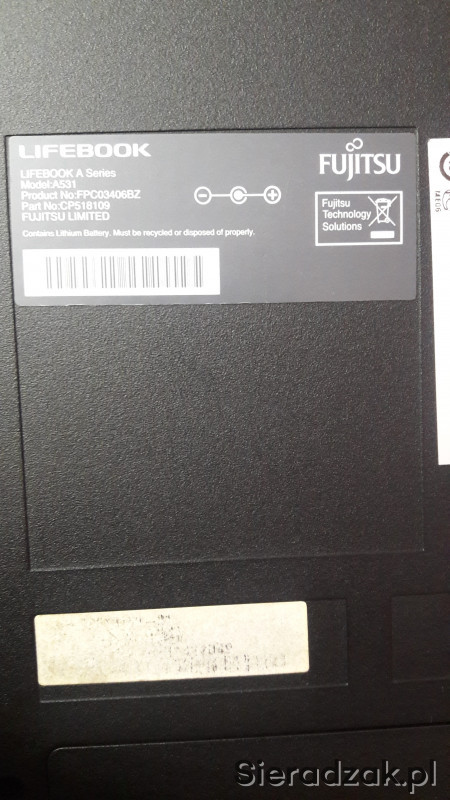 LIFEBOOK
LIFEBOOK A Series
Model:A531
Product No:FPC03406BZ
Part No:CP518109
FUJITSU LIMITED
Contains Lithium Battery. Must be recycled or disposed of properly.
FUJITSU
Fujitsu
Technology
Solutions
Sieradzak.pl